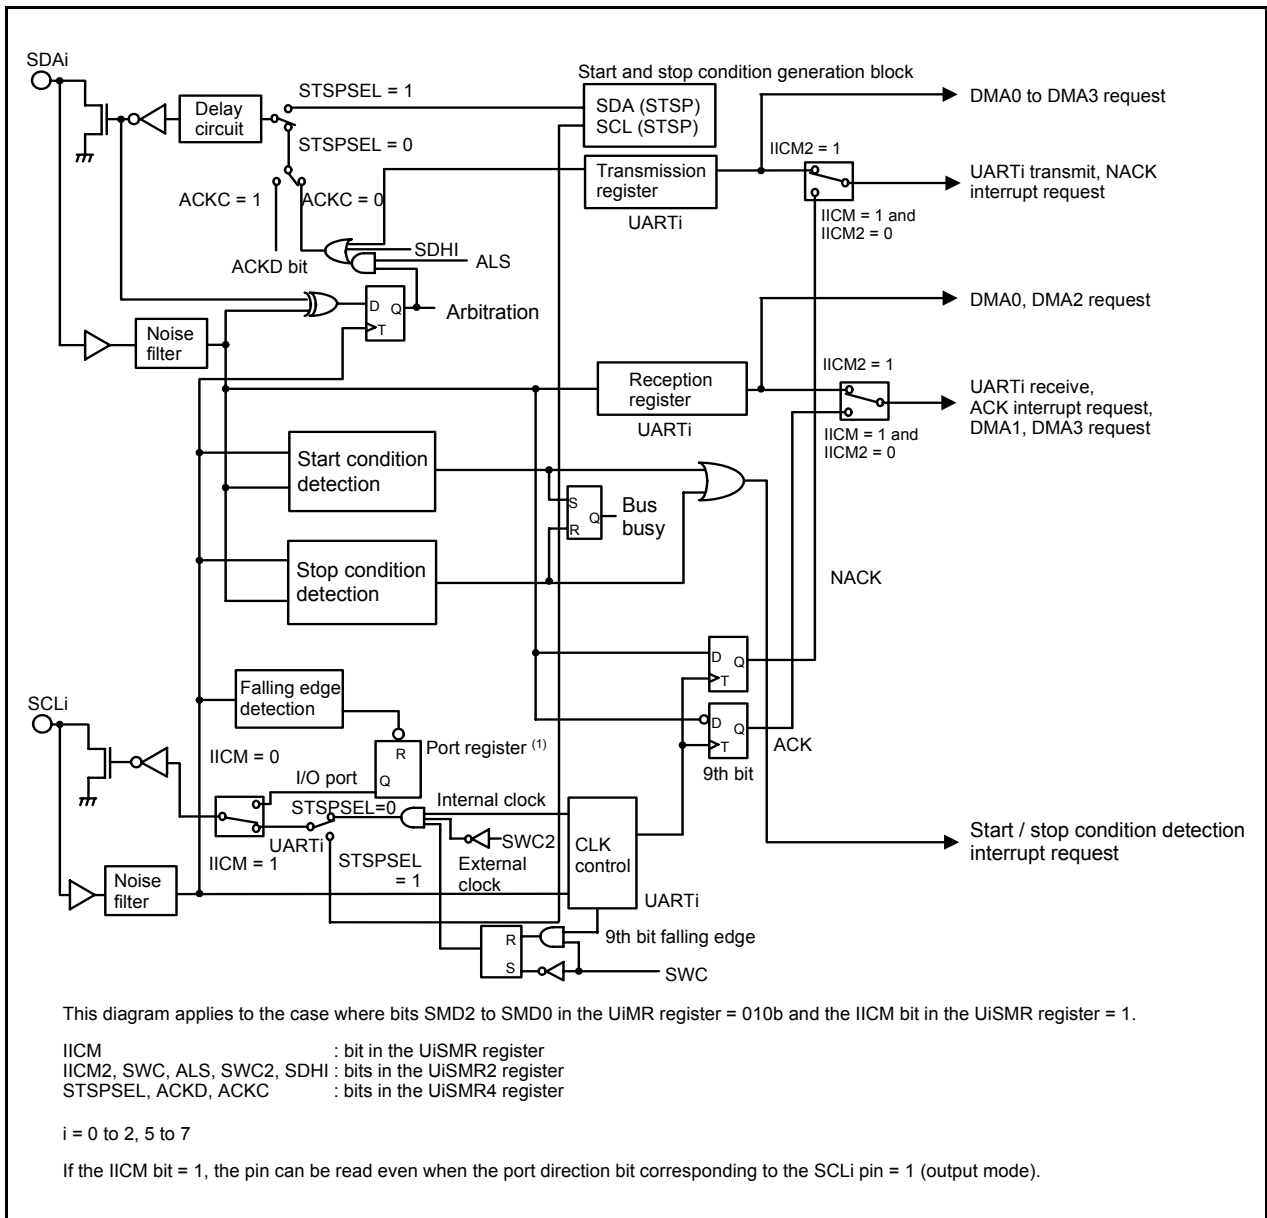 SDAi
STSPSEL = 1
Start and stop condition generation block
Delay
circuit
SDA (STSP)
SCL (STSP)
DMA0 to DMA3 request
STSPSEL = 0
IICM2 = 1
Transmission
register
UARTi transmit, NACK
interrupt request
ACKC = 1
ACKC = 0
UARTi
IICM = 1 and
IICM2 = 0
SDHI
ALS
ACKD bit
D
Q
T
Arbitration
DMA0, DMA2 request
Noise
filter
IICM2 = 1
Reception
register
UARTi receive,
ACK interrupt request,
DMA1, DMA3 request
UARTi
IICM = 1 and
IICM2 = 0
Start condition
detection
S
Q
R
Bus
busy
Stop condition
detection
NACK
D
Q
T
SCLi
Falling edge
detection
D
Q
T
ACK
9th bit
R
Q
Port register (1)
IICM = 0
I/O port
STSPSEL=0
Internal clock
UARTi
SWC2
CLK
control
IICM = 1
STSPSEL
= 1
External
clock
Start / stop condition detection
interrupt request
Noise
filter
UARTi
R
S
9th bit falling edge
SWC
This diagram applies to the case where bits SMD2 to SMD0 in the UiMR register = 010b and the IICM bit in the UiSMR register = 1.
IICM : bit in the UiSMR register
IICM2, SWC, ALS, SWC2, SDHI : bits in the UiSMR2 register
STSPSEL, ACKD, ACKC : bits in the UiSMR4 register
i = 0 to 2, 5 to 7
If the IICM bit = 1, the pin can be read even when the port direction bit corresponding to the SCLi pin = 1 (output mode).